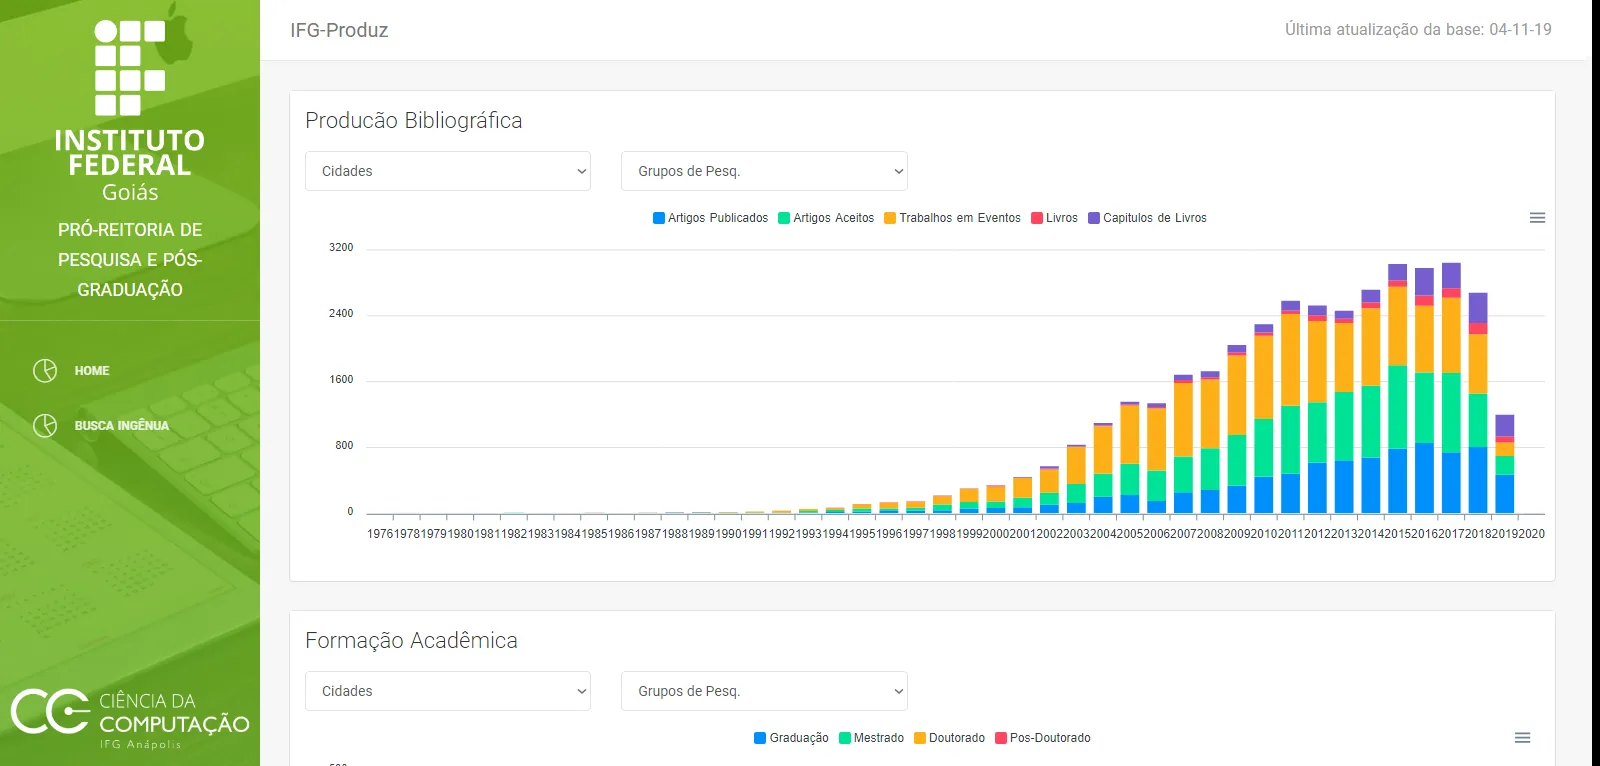 INSTITUTO
FEDERAL
Goiás
PRÓ-REITORIA DE
PESQUISA E PÓS-
GRADUAÇÃO
HOME
BUSCA INGÊNUA
CIÊNCIA DA
COMPUTAÇÃO
IFG Anápolis
IFG-Produz
Última atualização da base: 04-11-19
Producão Bibliográfica
Cidades
Grupos de Pesq.
Artigos Publicados Artigos Aceitos Trabalhos em Eventos Livros Capitulos de Livros
3200
2400
1600
800
0
1976 1978 1979 1980 1981 1982 1983 1984 1985 1986 1987 1988 1989 1990 1991 1992 1993 1994 1995 1996 1997 1998 1999 2000 2001 2002 2003 2004 2005 2006 2007 2008 2009 2010 2011 2012 2013 2014 2015 2016 2017 2018 2019 2020
Formação Acadêmica
Cidades
Grupos de Pesq.
Graduação Mestrado Doutorado Pos-Doutorado